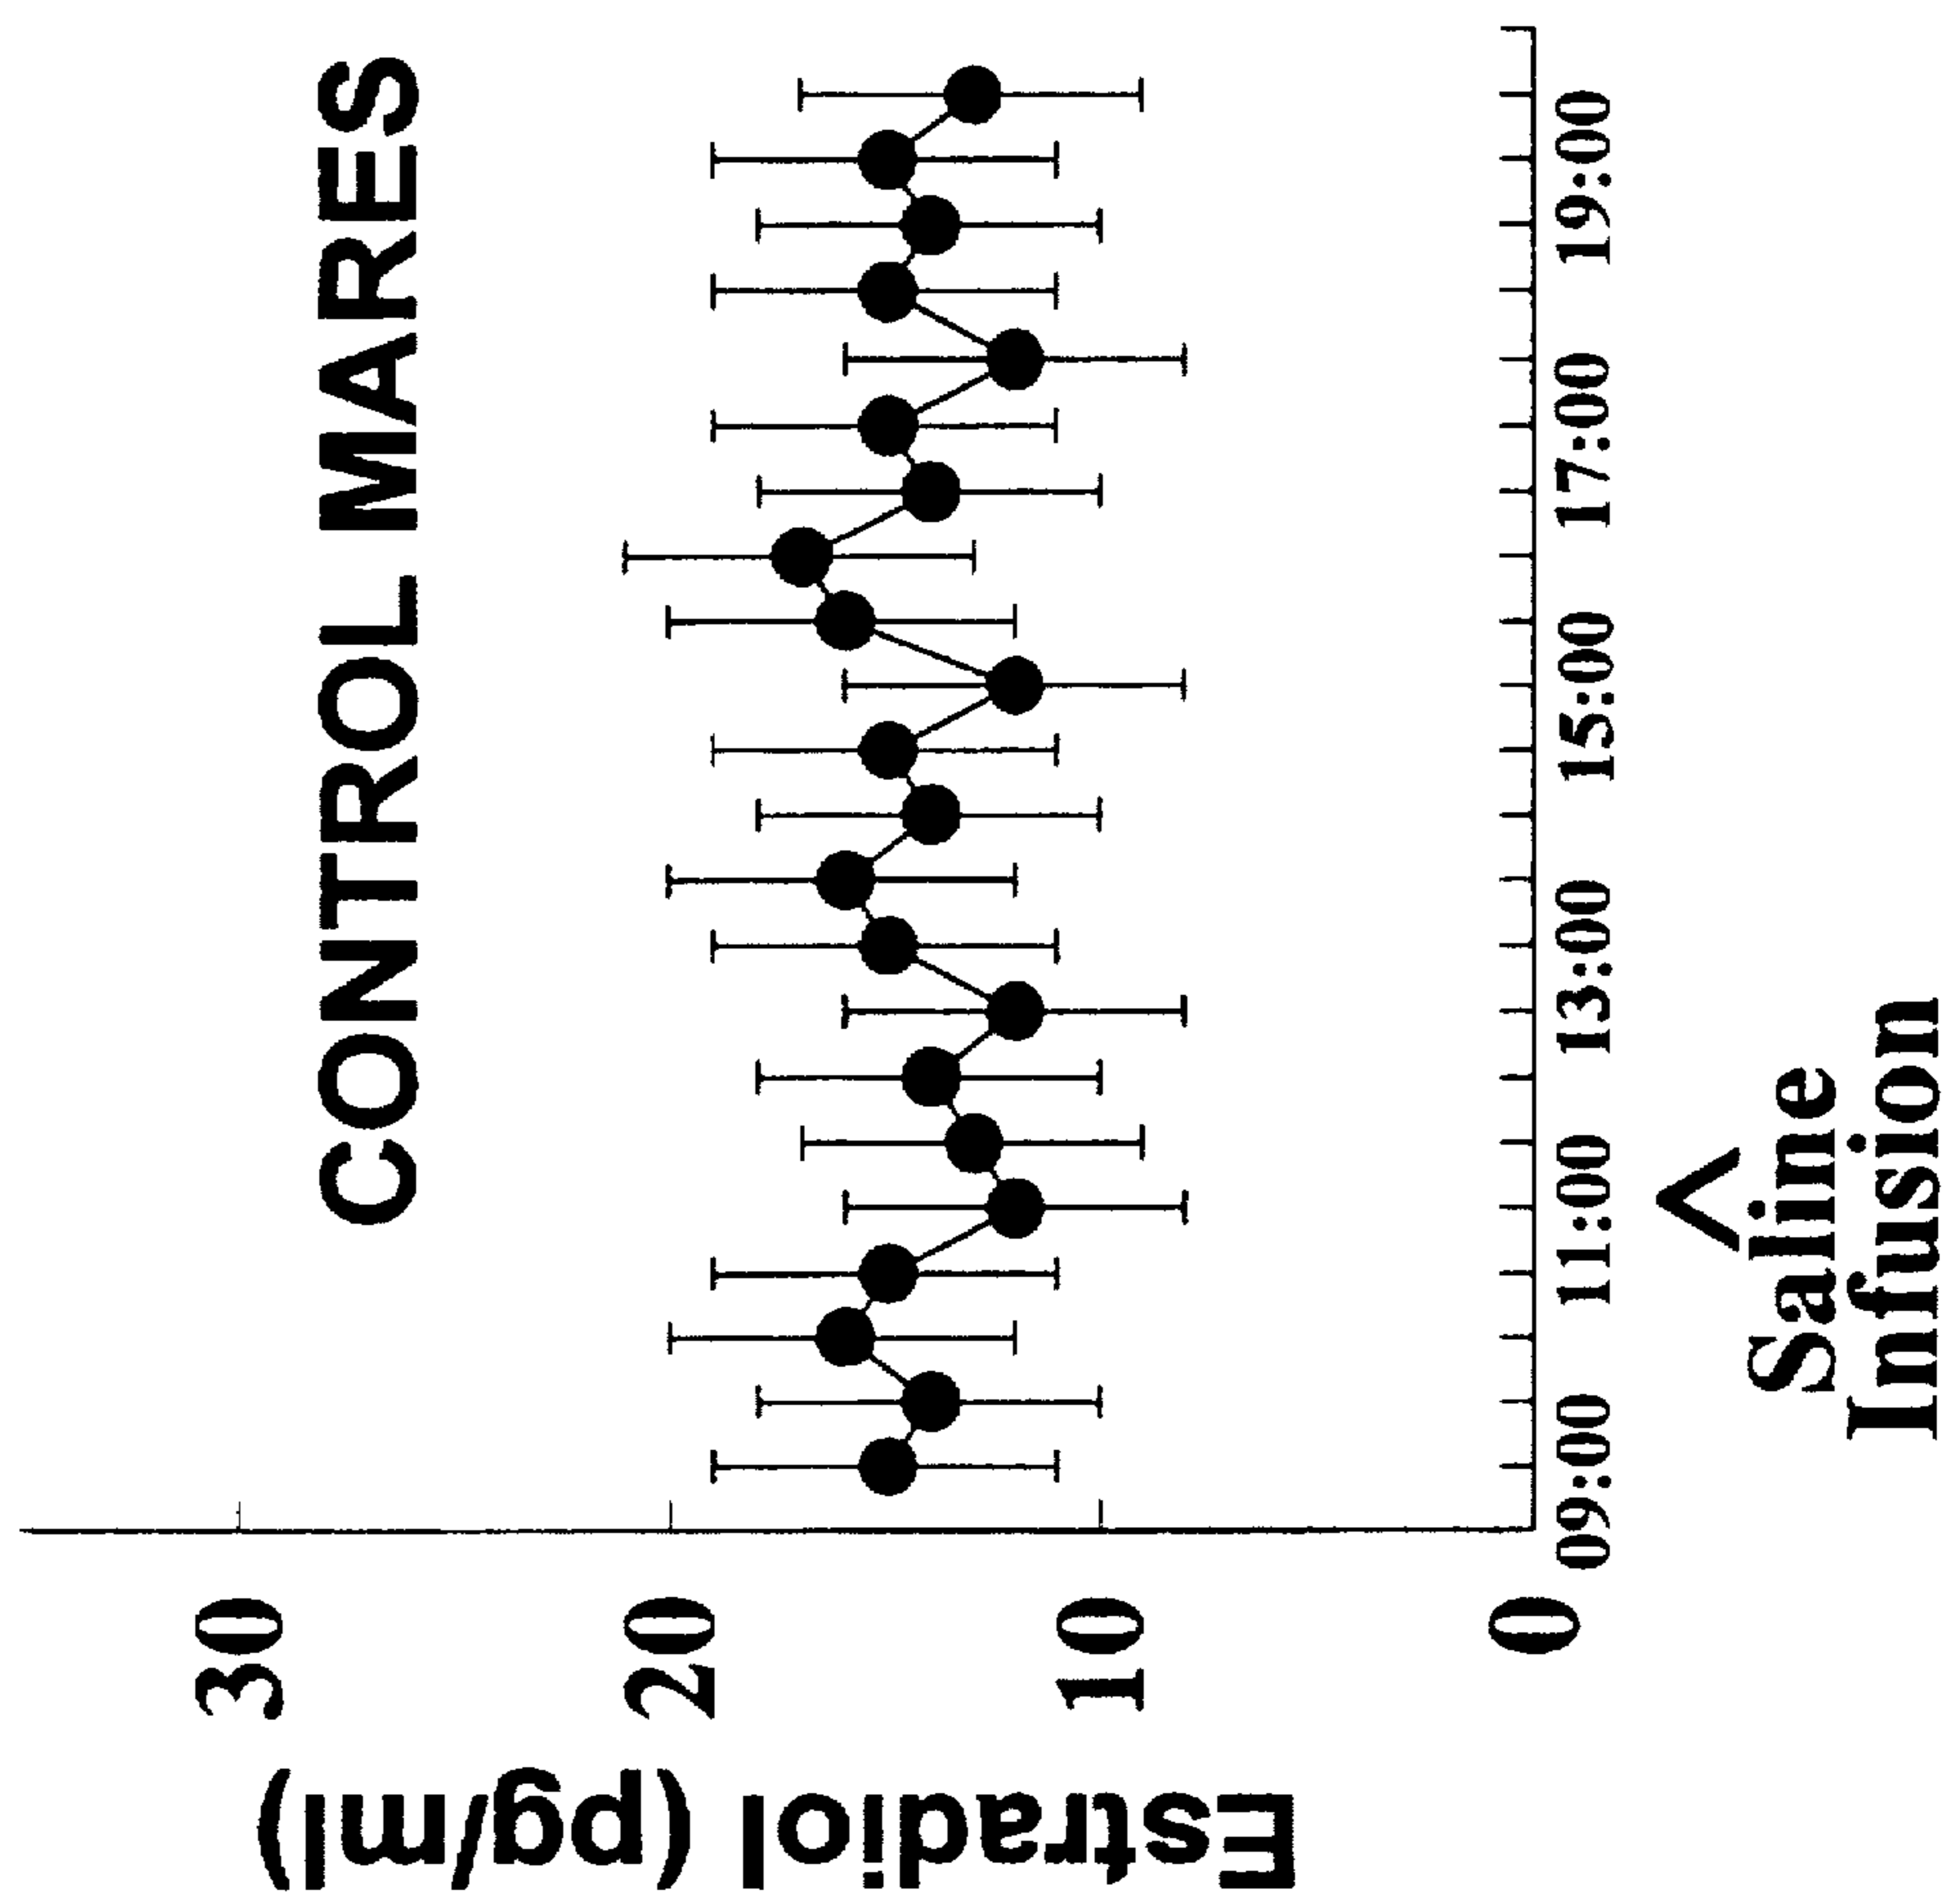 CONTROL MARES
Estradiol (pg/ml)
30
20
10
0
09:00 11:00 13:00 15:00 17:00 19:00
^
Saline
Infusion